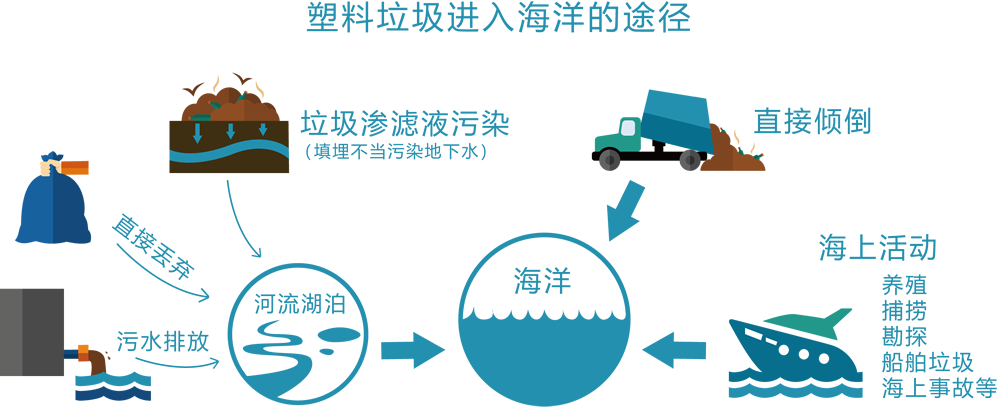 塑料垃圾进入海洋的途径
垃圾渗滤液污染
（填埋不当污染地下水）
直接倾倒
直接丢弃
污水排放
河流湖泊
海洋
海上活动
养殖
捕捞
勘探
船舶垃圾
海上事故等